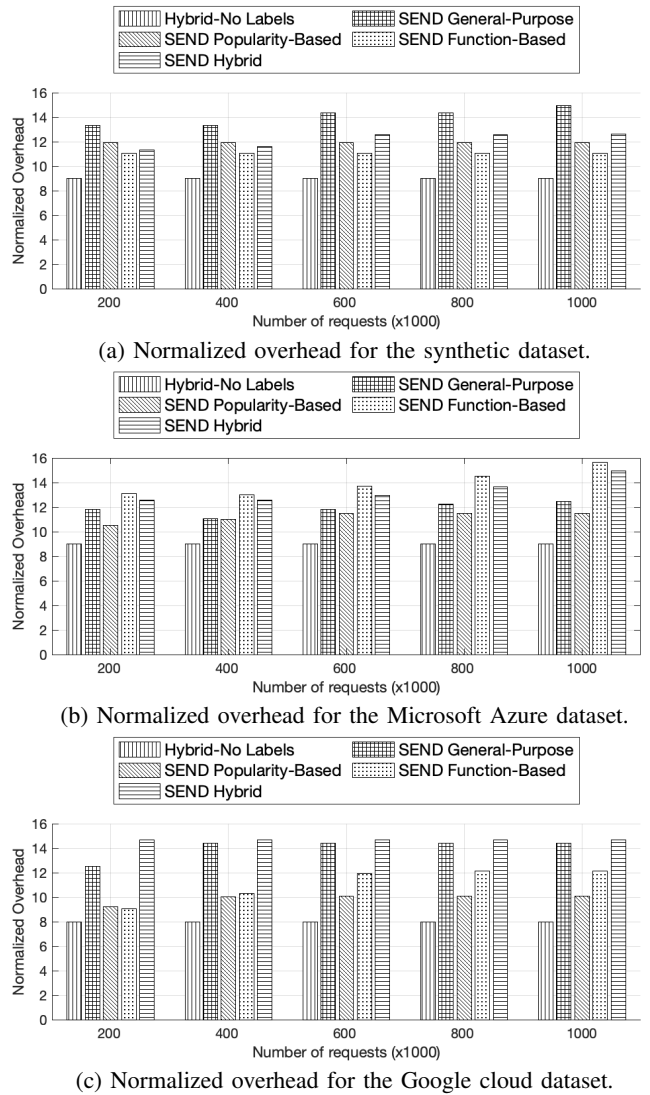 Hybrid-No Labels SEND General-Purpose
SEND Popularity-Based SEND Function-Based
SEND Hybrid
16
14
12
10
8
6
4
2
0
Normalized Overhead
200 400 600 800 1000
Number of requests (x1000)
(a) Normalized overhead for the synthetic dataset.
Hybrid-No Labels SEND General-Purpose
SEND Popularity-Based SEND Function-Based
SEND Hybrid
16
14
12
10
8
6
4
2
0
Normalized Overhead
200 400 600 800 1000
Number of requests (x1000)
(b) Normalized overhead for the Microsoft Azure dataset.
Hybrid-No Labels SEND General-Purpose
SEND Popularity-Based SEND Function-Based
SEND Hybrid
16
14
12
10
8
6
4
2
0
Normalized Overhead
200 400 600 800 1000
Number of requests (x1000)
(c) Normalized overhead for the Google cloud dataset.